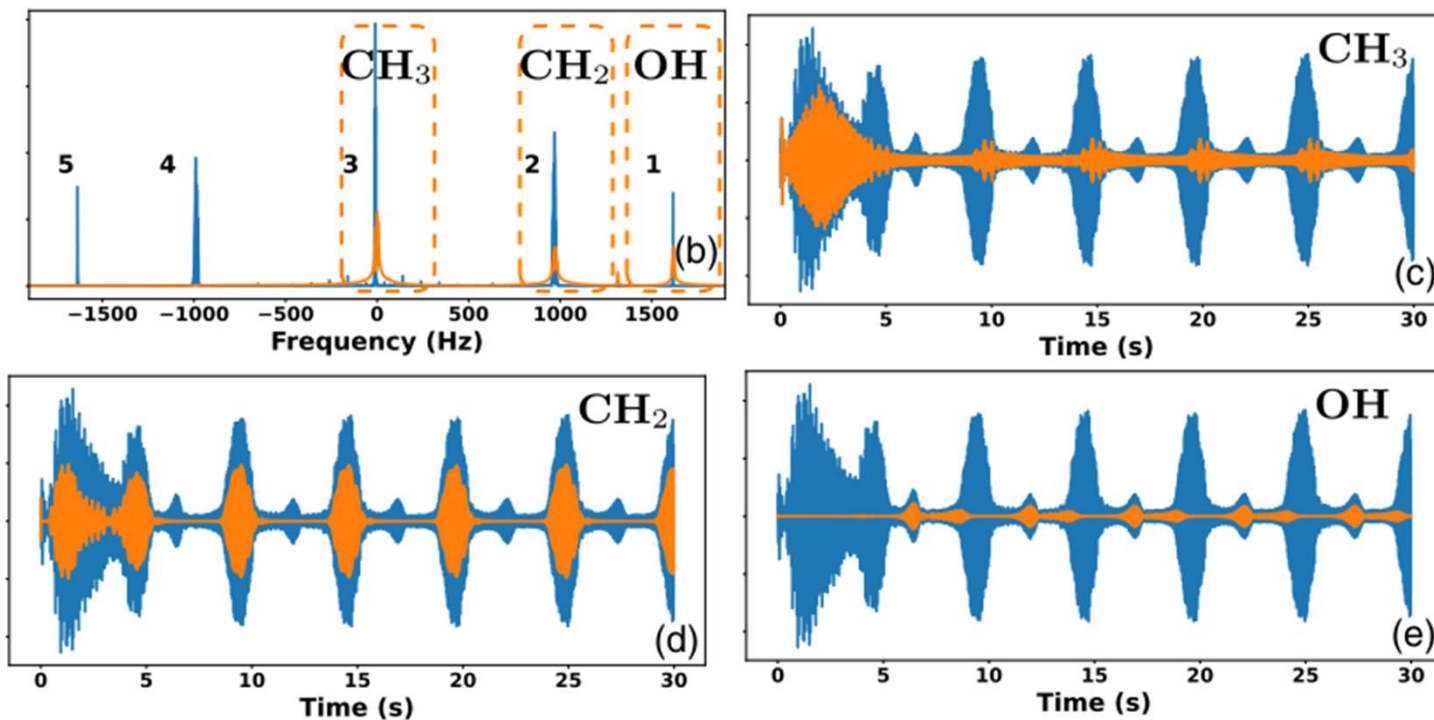 CH₃ CH₂ OH
5 4 3 2 1
(b)
−1500 −1000 −500 0 500 1000 1500
Frequency (Hz)
CH₃
(c)
0 5 10 15 20 25 30
Time (s)
CH₂
(d)
0 5 10 15 20 25 30
Time (s)
OH
(e)
0 5 10 15 20 25 30
Time (s)